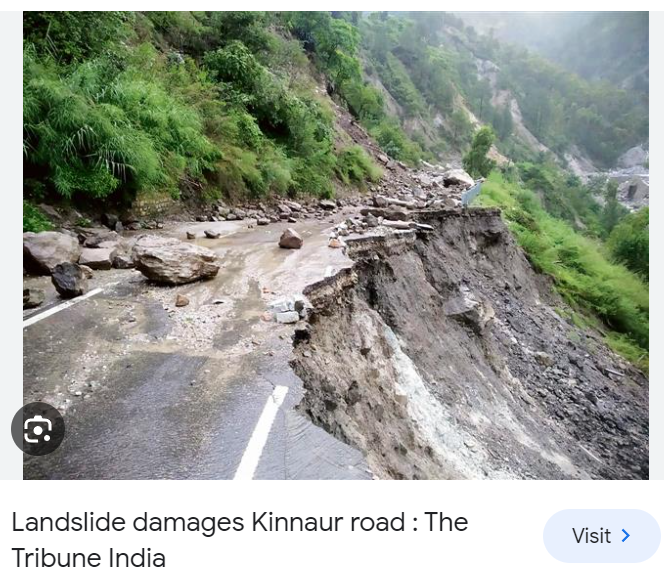 Landslide damages Kinnaur road : The
Tribune India
Visit